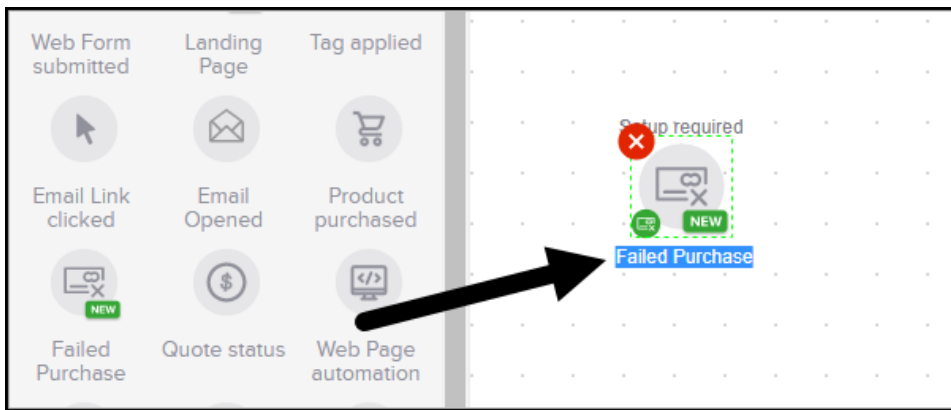 Web Form
submitted
Landing
Page
Tag applied
Email Link
clicked
Email
Opened
Product
purchased
NEW
Failed
Purchase
Quote status
Web Page
automation
Setup required
NEW
Failed Purchase